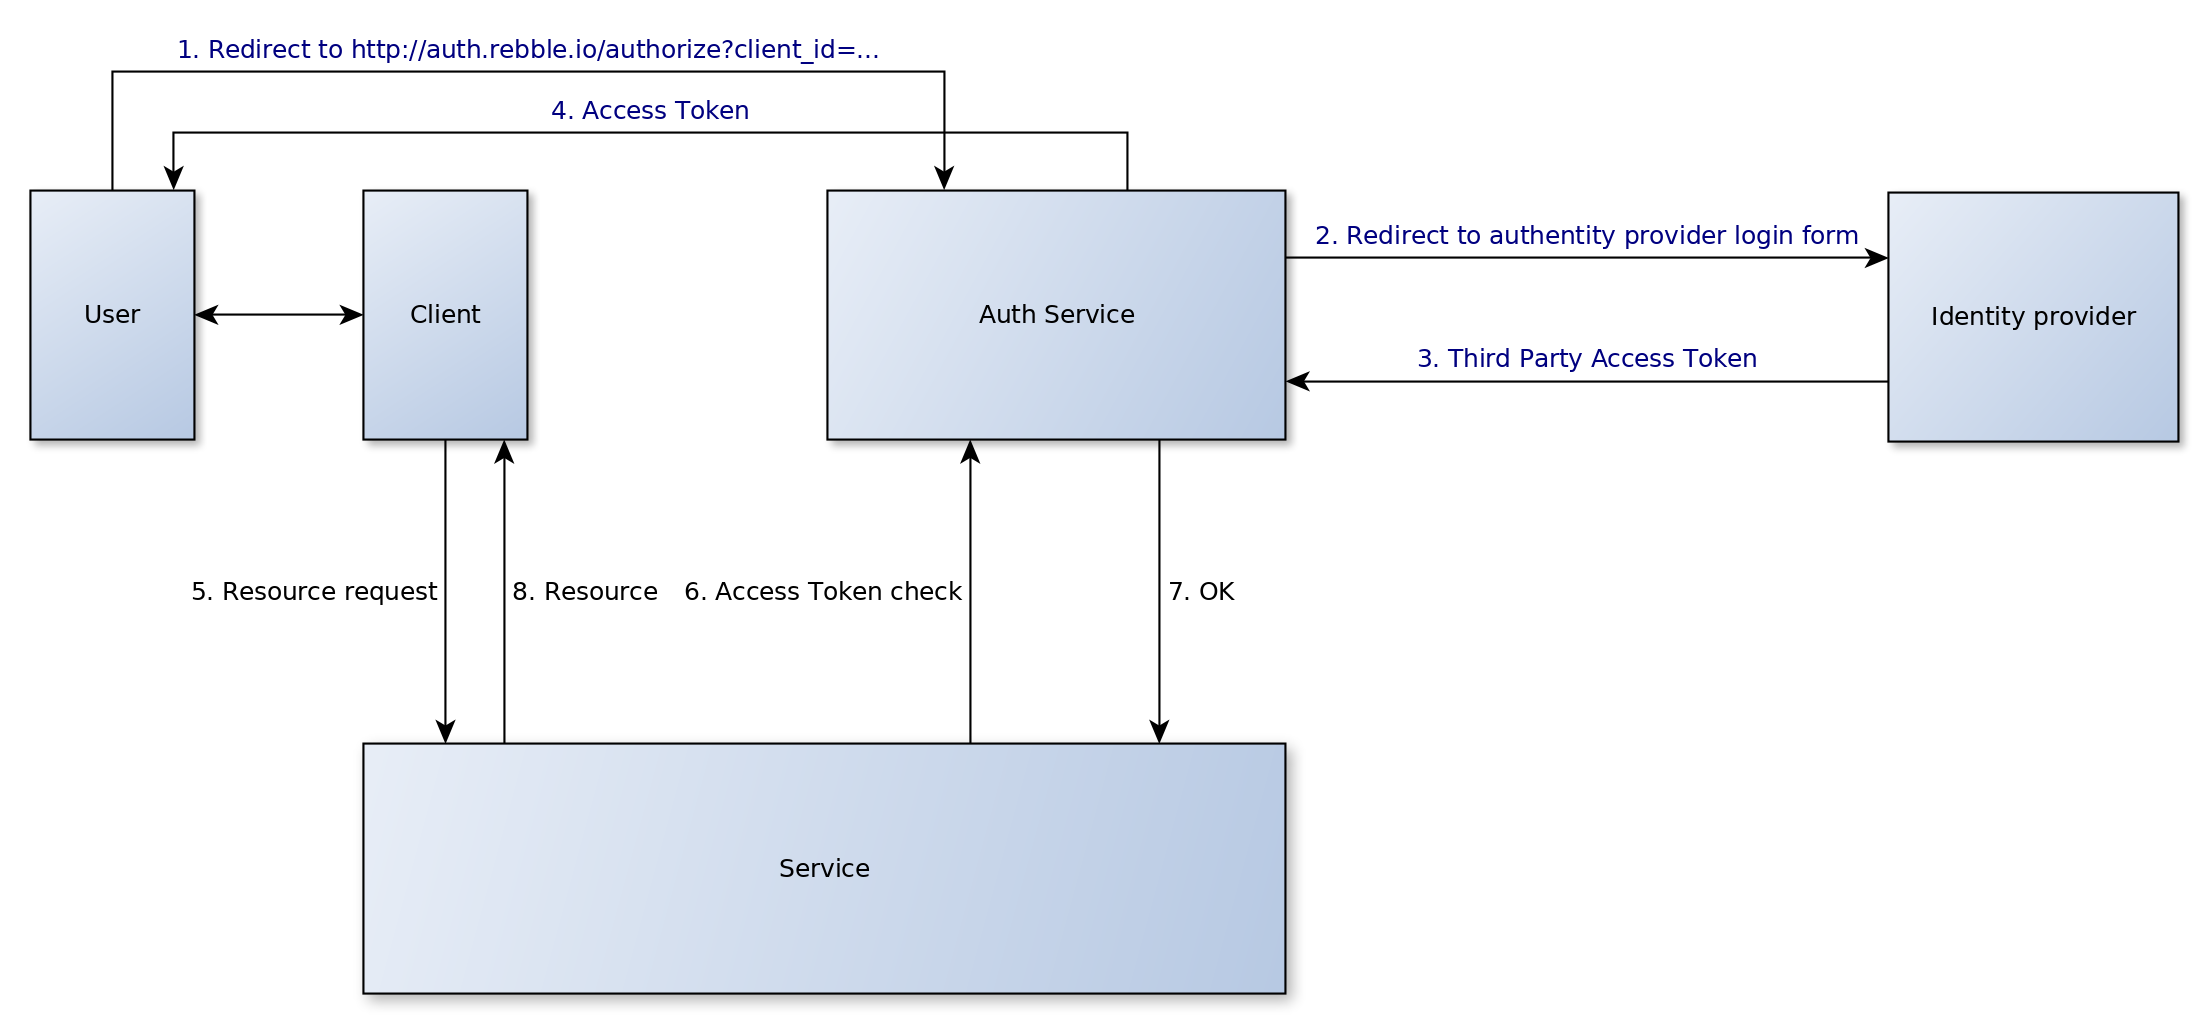 1. Redirect to http://auth.rebble.io/authorize?client_id=...
4. Access Token
User
Client
Auth Service
2. Redirect to authentity provider login form
3. Third Party Access Token
Identity provider
5. Resource request
8. Resource
6. Access Token check
7. OK
Service